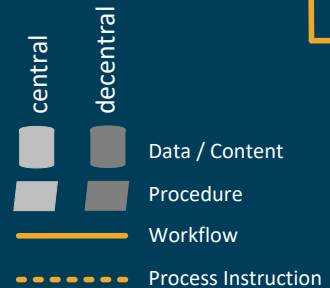 central
decentral
Data / Content
Procedure
Workflow
Process Instruction